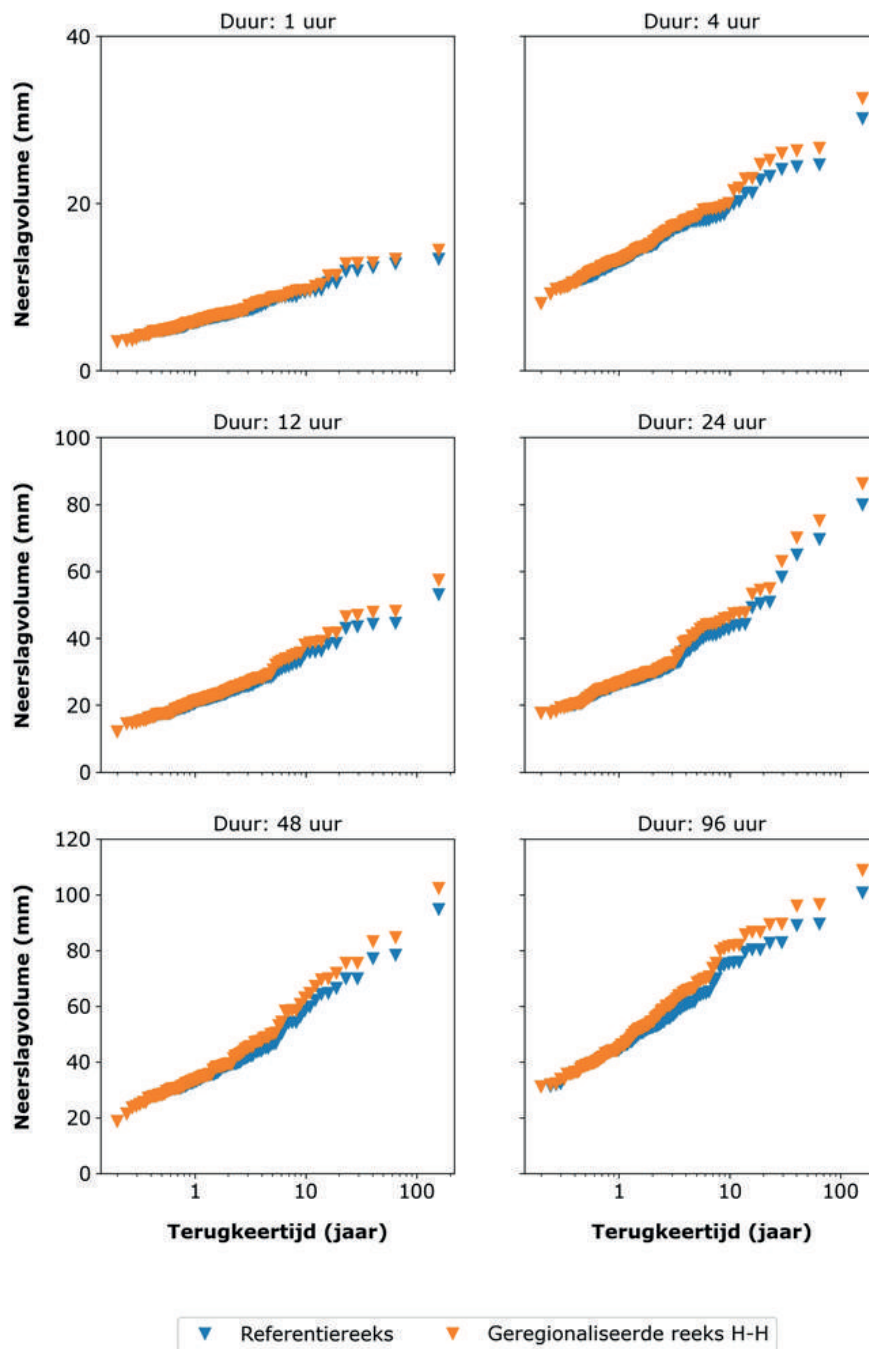 Duur: 1 uur
Duur: 4 uur
Neerslagvolume (mm)
40
20
0
Duur: 12 uur
Duur: 24 uur
Neerslagvolume (mm)
100
80
60
40
20
0
Duur: 48 uur
Duur: 96 uur
Neerslagvolume (mm)
120
100
80
60
40
20
0
1
10
100
1
10
100
Terugkeertijd (jaar)
Terugkeertijd (jaar)
Referentiereeks
Geregionaliseerde reeks H-H